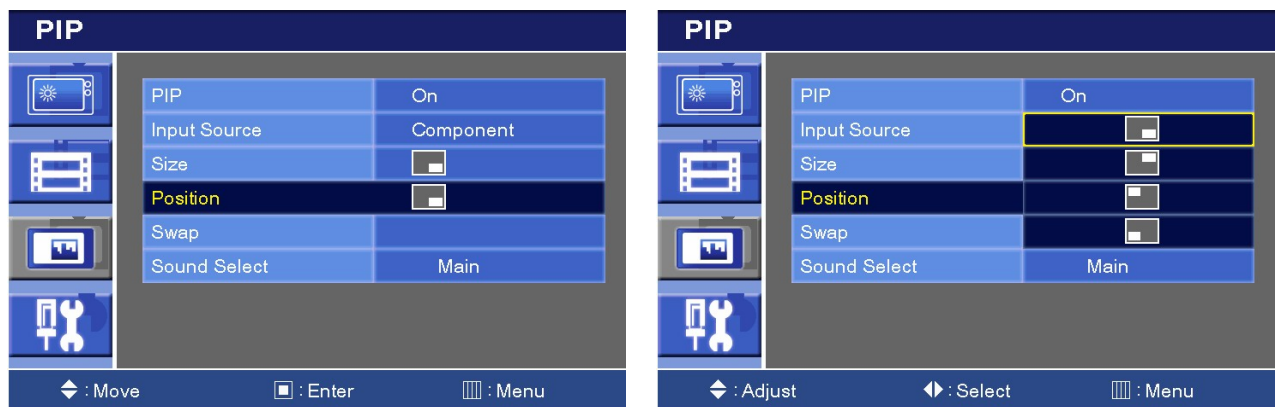 PIP
PIP On
Input Source Component
Size
Position
Swap
Sound Select Main
: Move : Enter : Menu
PIP
PIP On
Input Source
Size
Position
Swap
Sound Select Main
: Adjust : Select : Menu